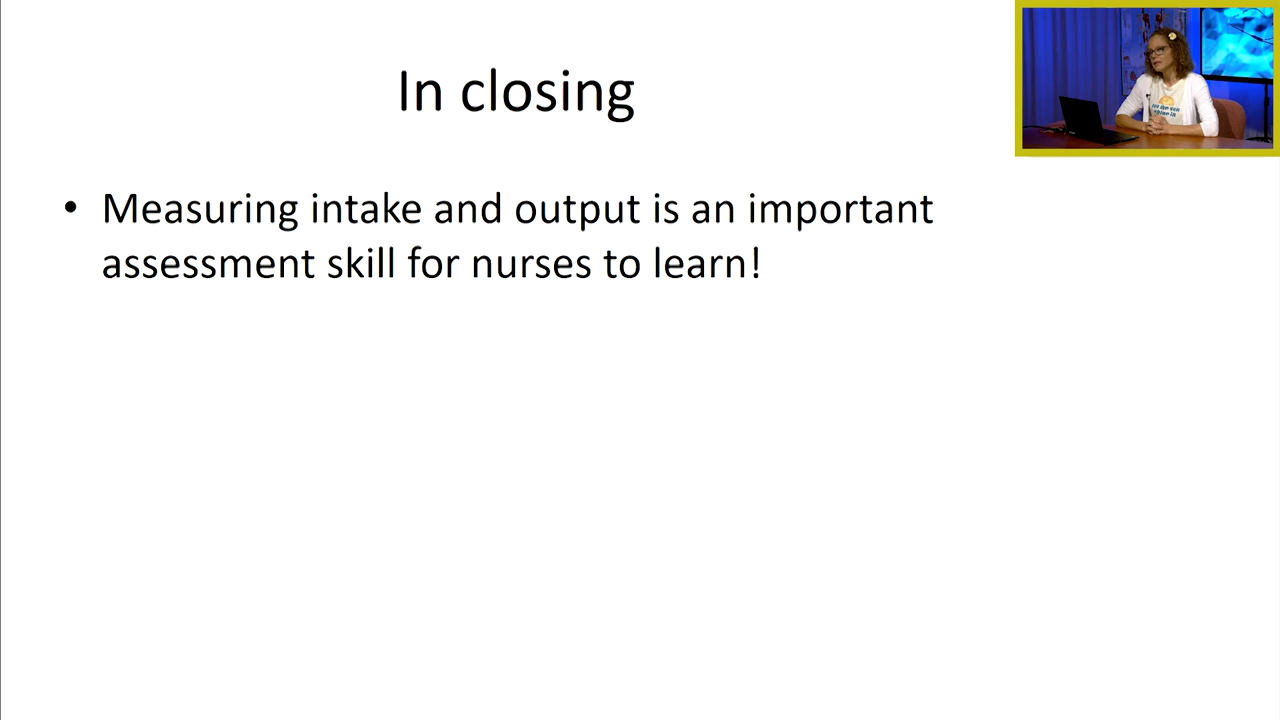 In closing
• Measuring intake and output is an important
assessment skill for nurses to learn!